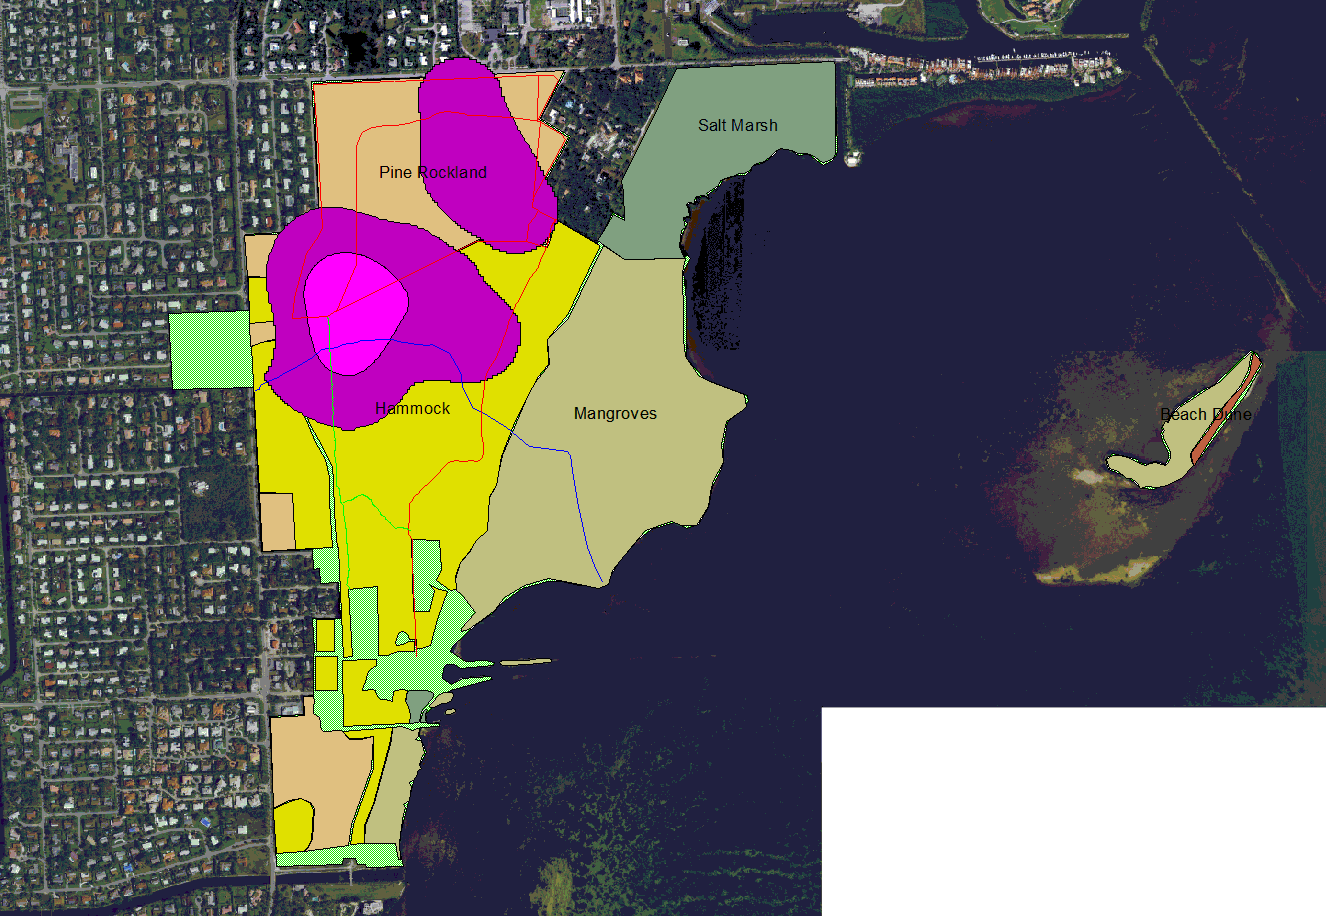 Salt Marsh
Pine Rockland
Hammock
Mangroves
Beach Dune